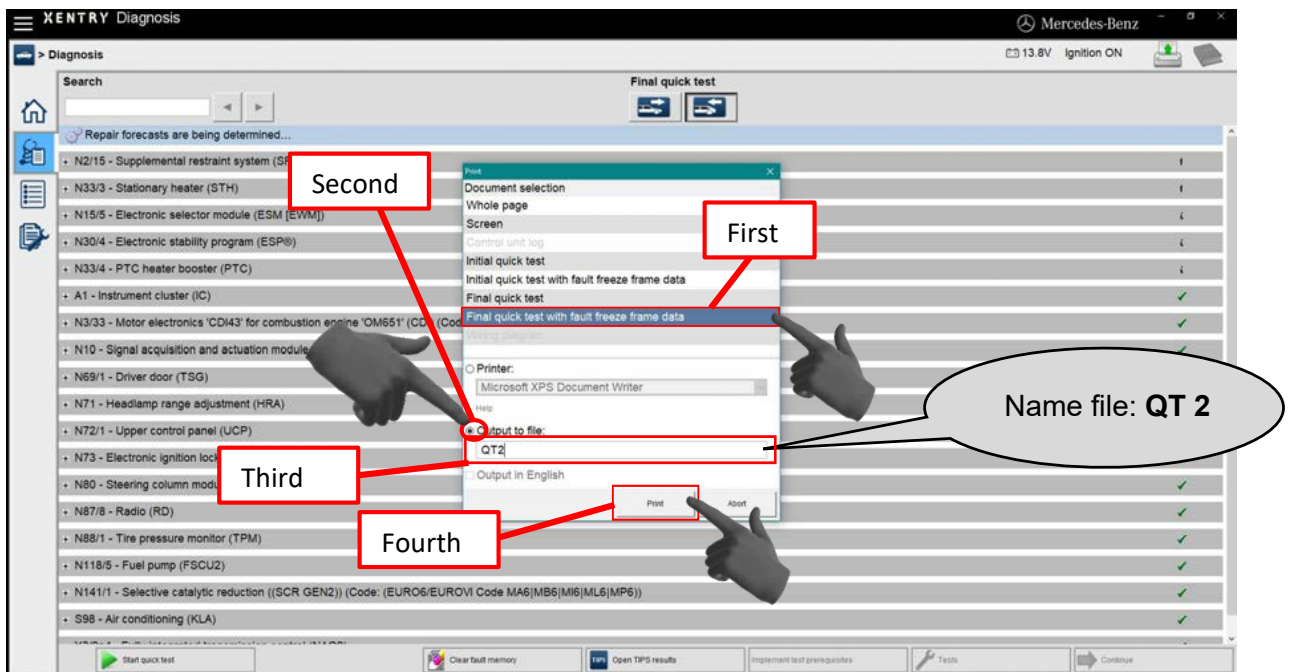 XENTRY Diagnosis
Mercedes-Benz
> Diagnosis
13.8V Ignition ON
Search
Final quick test
Repair forecasts are being determined...
+ N2/15 - Supplemental restraint system
+ N33/3 - Stationary heater (STH)
+ N15/5 - Electronic selector module (ESM [EWM])
+ N30/4 - Electronic stability program (ESP®)
+ N33/4 - PTC heater booster (PTC)
+ A1 - Instrument cluster (IC)
+ N3/33 - Motor electronics 'CDI43' for combustion engine 'OM651'
+ N10 - Signal acquisition and actuation module
+ N69/1 - Driver door (TSG)
+ N71 - Headlamp range adjustment (HRA)
+ N72/1 - Upper control panel (UCP)
+ N73 - Electronic ignition
+ N80 - Steering column
+ N87/8 - Radio (RD)
+ N88/1 - Tire pressure monitor (TPM)
+ N118/5 - Fuel pump (FSCU2)
+ N141/1 - Selective catalytic reduction ((SCR GEN2)) (Code: (EURO6/EUROVI Code MA6|MB6|MI6|ML6|MP6))
+ S98 - Air conditioning (KLA)
Print
Document selection
Whole page
Screen
Control unit log
Initial quick test
Initial quick test with fault freeze frame data
Final quick test
Final quick test with fault freeze frame data
Wiring diagram
Printer:
Microsoft XPS Document Writer
Help
Output to file:
QT2
Output in English
Print
Abort
First
Second
Third
Fourth
Name file: QT 2
Start quick test
Clear fault memory
TIPS
Open TIPS results
Implement test prerequisites
Tests
Continue